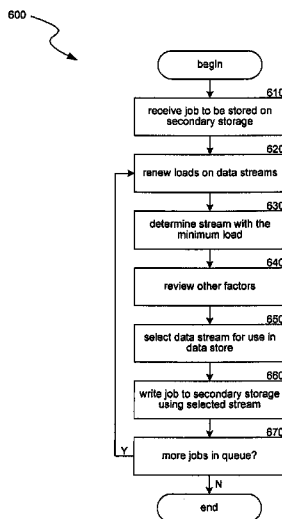 600
begin
610
receive job to be stored on
secondary storage
620
renew loads on data streams
630
determine stream with the
minimum load
640
review other factors
650
select data stream for use in
data store
660
write job to secondary storage
using selected stream
670
more jobs in queue?
Y
N
end